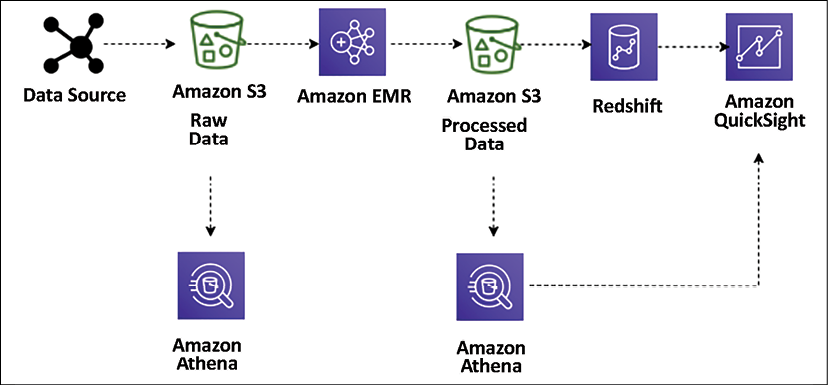 Data Source
Amazon S3
Raw
Data
Amazon EMR
Amazon S3
Processed
Data
Redshift
Amazon
QuickSight
Amazon
Athena
Amazon
Athena